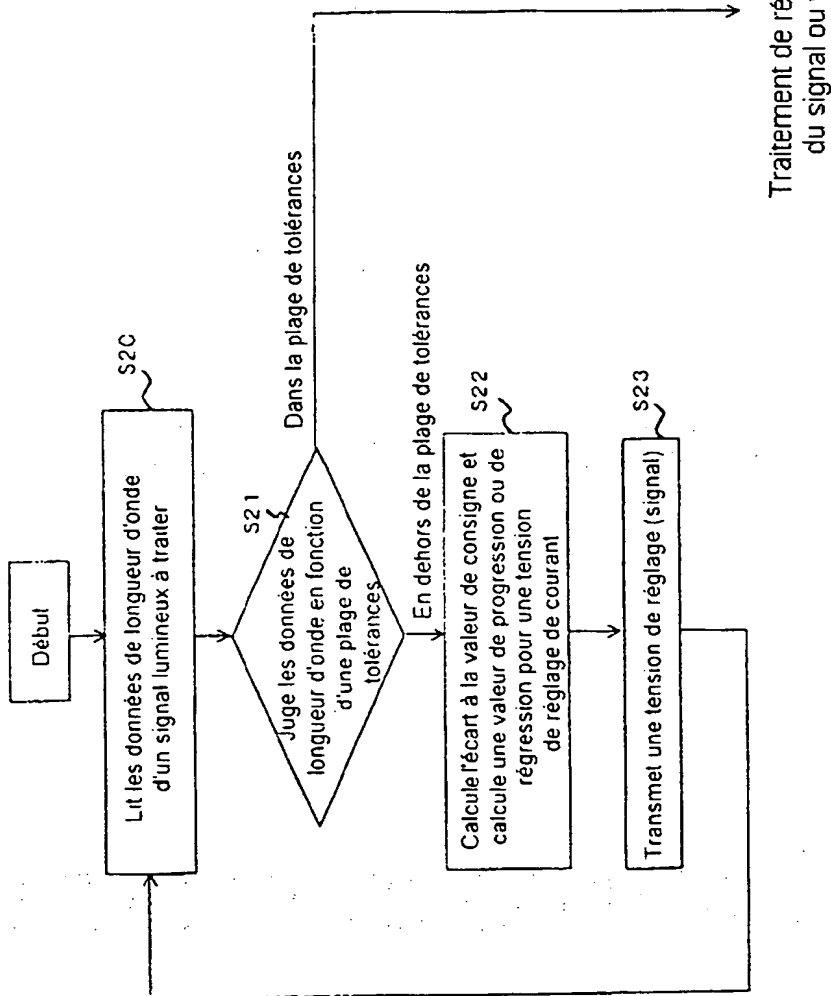 Début
S20
Lit les données de longueur d'onde
d'un signal lumineux à traiter
S21
Juge les données de
longueur d'onde en fonction
d'une plage de
tolérances
Dans la plage de tolérances
En dehors de la plage de tolérances
S22
Calcule l'écart à la valeur de consigne et
calcule une valeur de progression ou de
régression pour une tension
de réglage de courant
S23
Transmet une tension de réglage (signal)
Traitement de
du signal ou